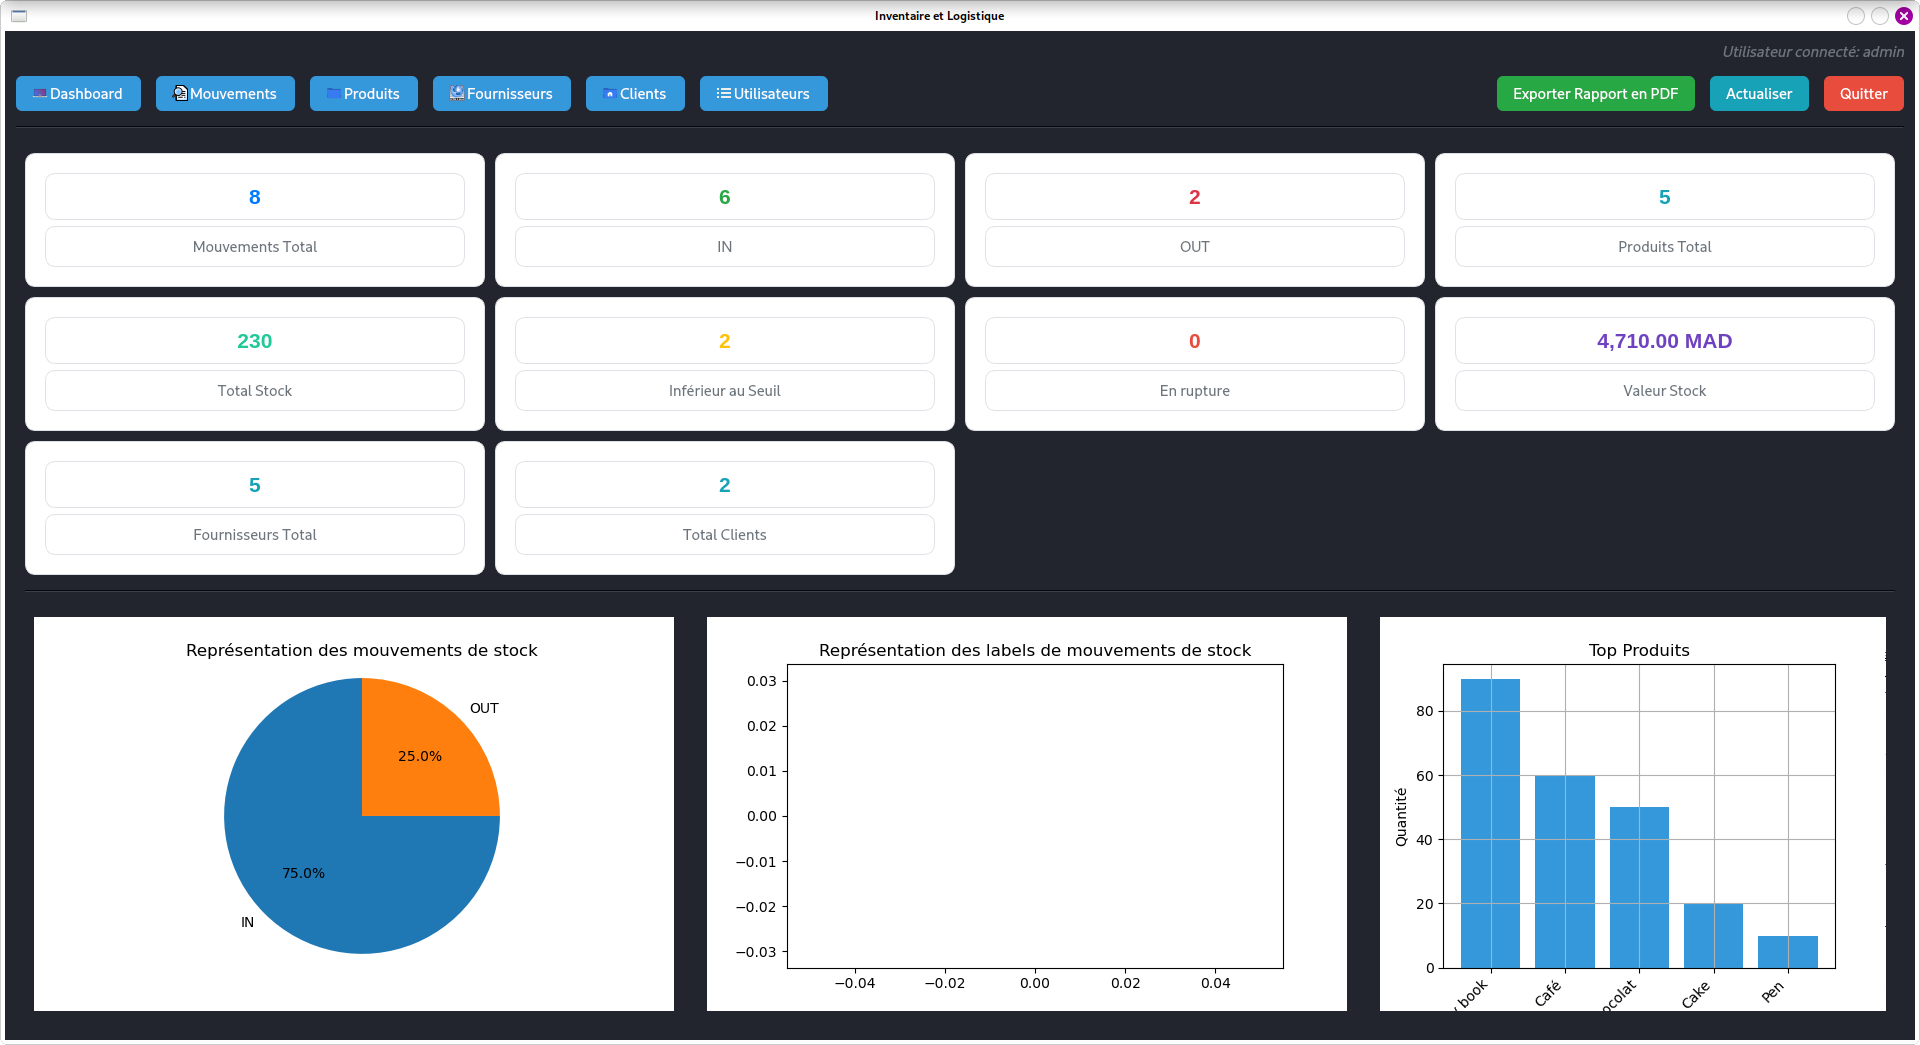 Inventaire et Logistique
Utilisateur connecté: admin
Dashboard
Mouvements
Produits
Fournisseurs
Clients
Utilisateurs
Exporter Rapport en PDF
Actualiser
Quitter
8
6
2
5
Mouvements Total
IN
OUT
Produits Total
230
2
0
4,710.00 MAD
Total Stock
Inférieur au Seuil
En rupture
Valeur Stock
5
2
Fournisseurs Total
Total Clients
Représentation des mouvements de stock
OUT
25.0%
75.0%
IN
Représentation des labels de mouvements de stock
0.03
0.02
0.01
0.00
−0.01
−0.02
−0.03
−0.04
−0.02
0.00
0.02
0.04
Top Produits
Quantité
80
60
40
20
0
book
Café
ocolat
Cake
Pen